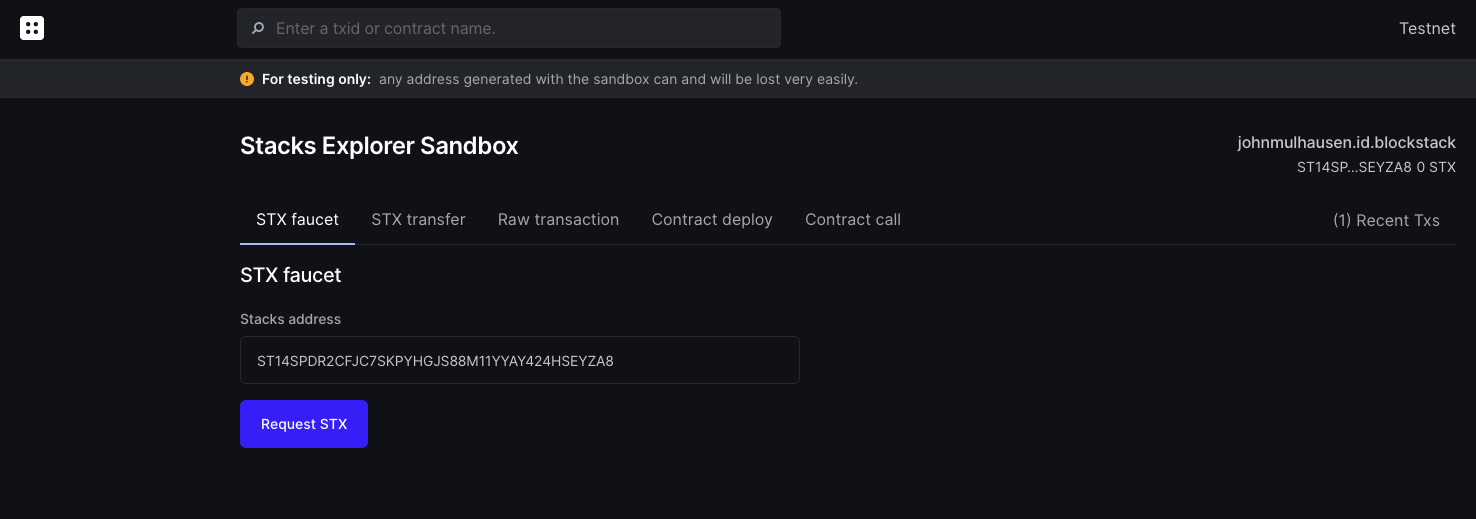 Enter a txid or contract name.
Testnet
For testing only: any address generated with the sandbox can and will be lost very easily.
Stacks Explorer Sandbox
johnmulhausen.id.blockstack
ST14SP...SEYZA8 0 STX
STX faucet STX transfer Raw transaction Contract deploy Contract call (1) Recent Txs
STX faucet
Stacks address
ST14SPDR2CFJC7SKPYHGJS88M11YYAY424HSEYZA8
Request STX